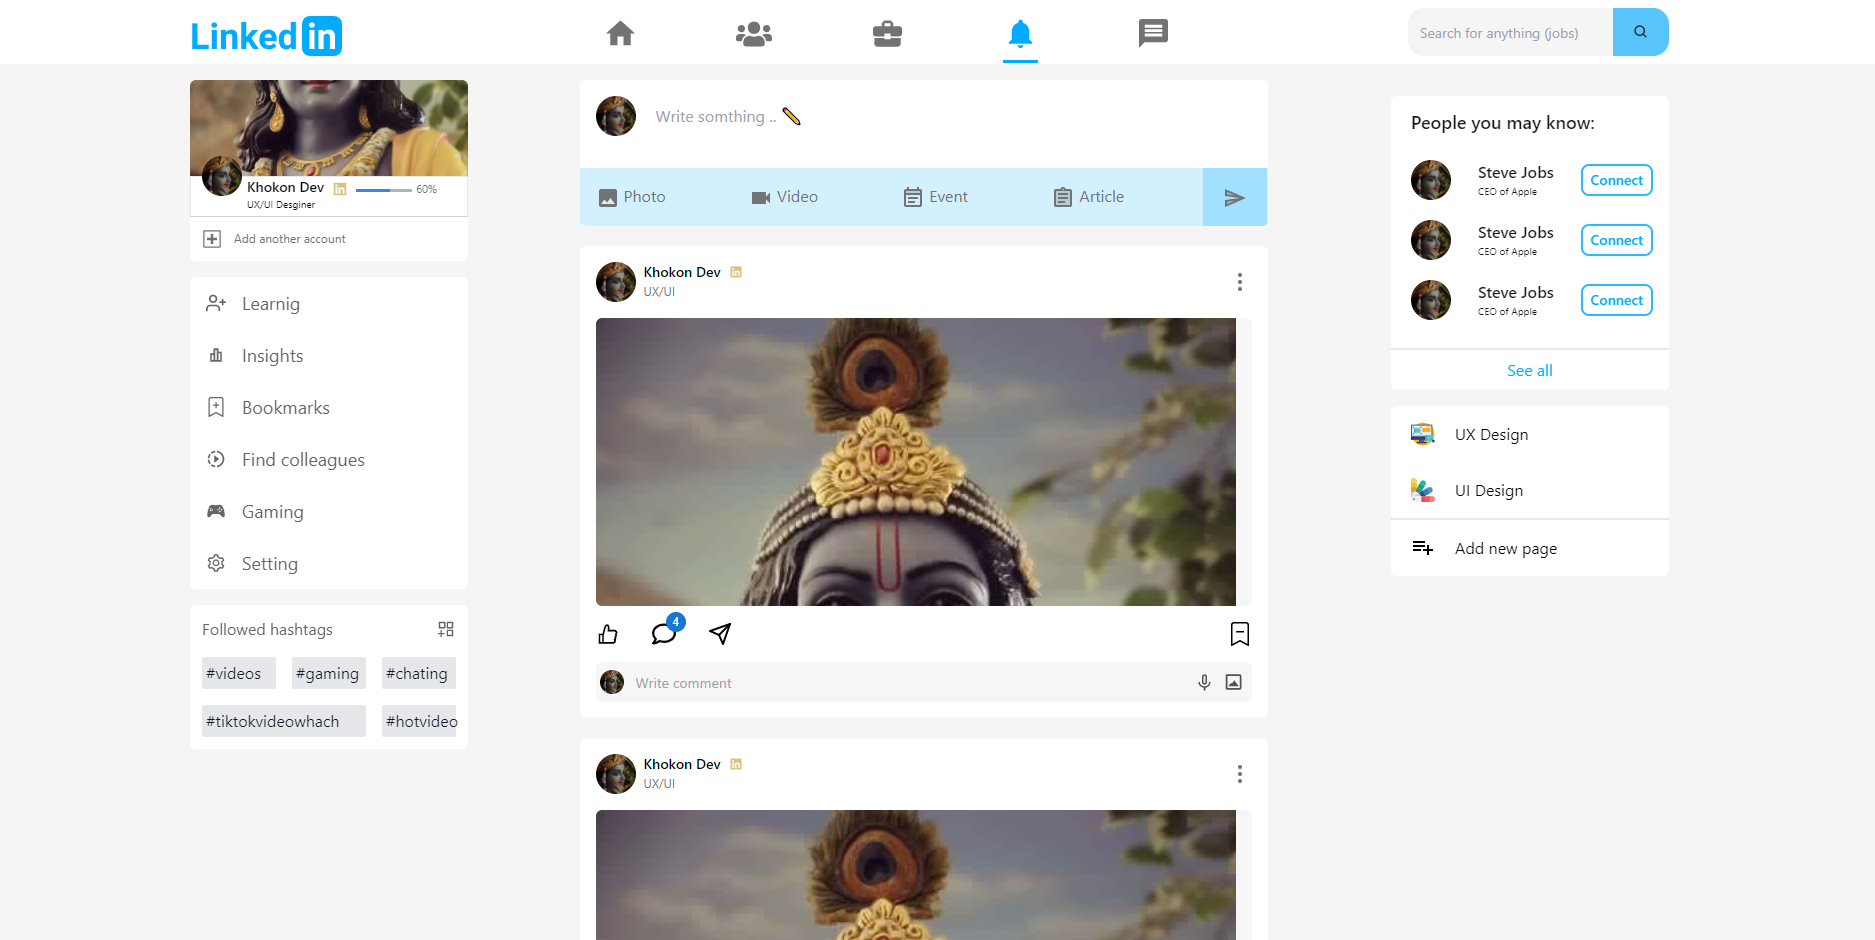 Linked in
Search for anything (jobs)
Khokon Dev in 60%
UX/UI Desginer
Add another account
Learnig
Insights
Bookmarks
Find colleagues
Gaming
Setting
Followed hashtags
#videos #gaming #chating
#tiktokvideowhach #hotvideo
Write somthing ..
Photo Video Event Article
Khokon Dev in
UX/UI
4
Write comment
Khokon Dev in
UX/UI
People you may know:
Steve Jobs
CEO of Apple
Connect
Steve Jobs
CEO of Apple
Connect
Steve Jobs
CEO of Apple
Connect
See all
UX Design
UI Design
Add new page